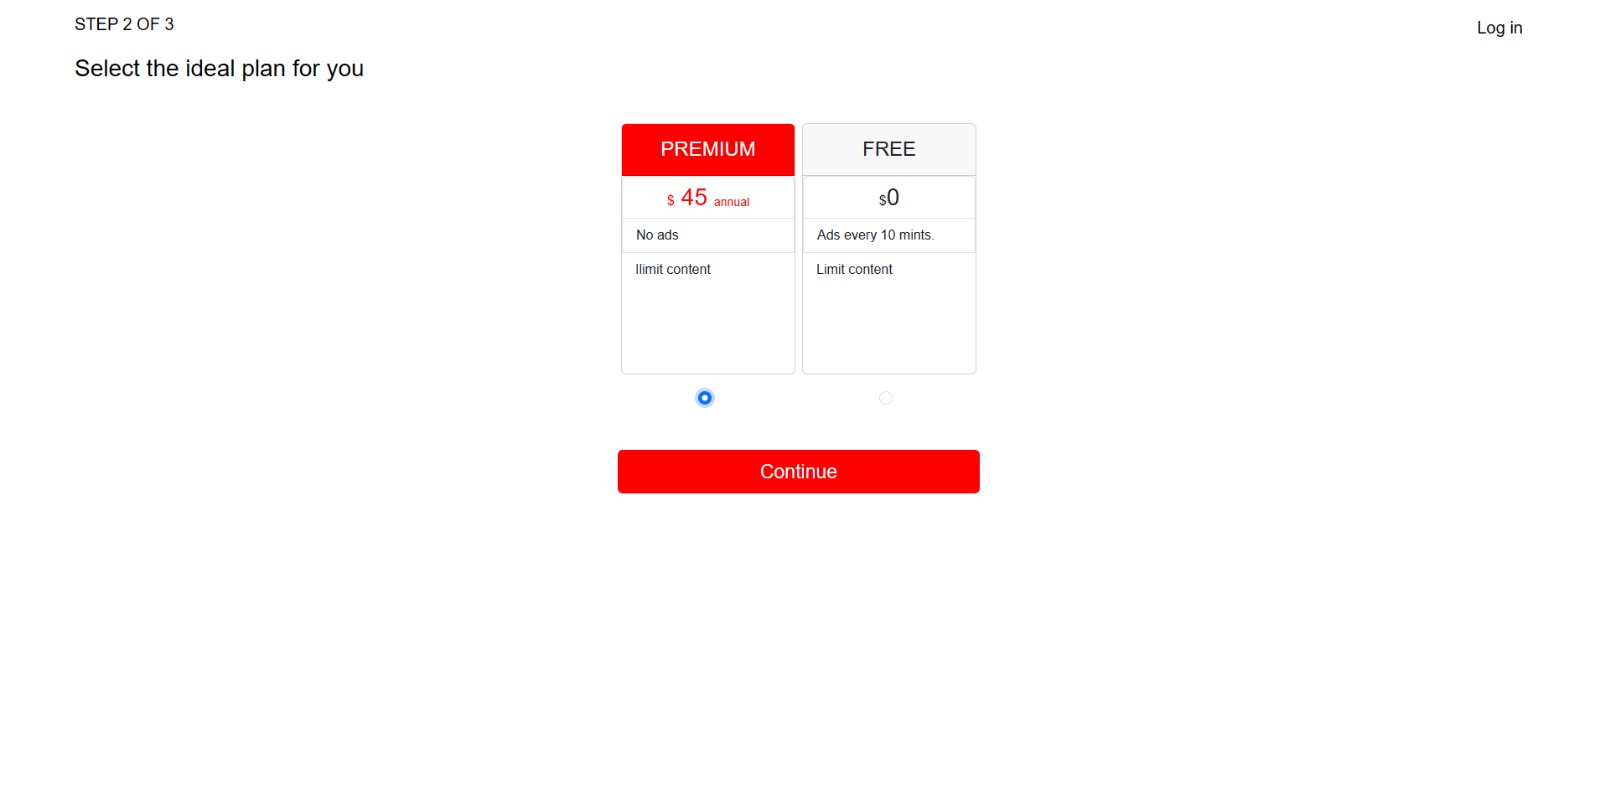 STEP 2 OF 3
Log in
Select the ideal plan for you
PREMIUM
FREE
$ 45 annual
$0
No ads
Ads every 10 mints.
Ilimit content
Limit content
Continue